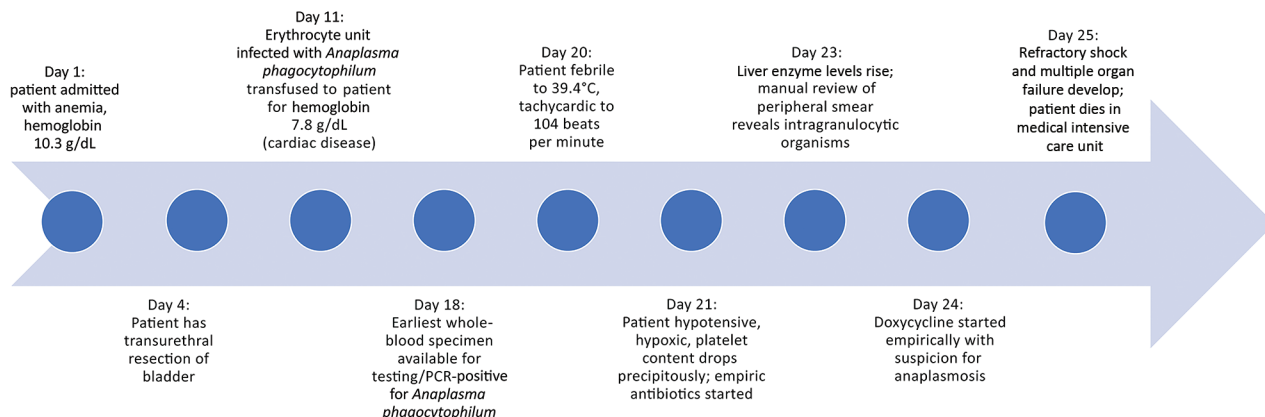 Day 1:
patient admitted
with anemia,
hemoglobin
10.3 g/dL
Day 4:
Patient has
transurethral
resection of
bladder
Day 11:
Erythrocyte unit
infected with Anaplasma
phagocytophilum
transfused to patient
for hemoglobin
7.8 g/dL
(cardiac disease)
Day 18:
Earliest whole-
blood specimen
available for
testing/PCR-positive
for Anaplasma
phagocytophilum
Day 20:
Patient febrile
to 39.4°C,
tachycardic to
104 beats
per minute
Day 21:
Patient hypotensive,
hypoxic, platelet
content drops
precipitously; empiric
antibiotics started
Day 23:
Liver enzyme levels rise;
manual review of
peripheral smear
reveals intragranulocytic
organisms
Day 24:
Doxycycline started
empirically with
suspicion for
anaplasmosis
Day 25:
Refractory shock
and multiple organ
failure develop;
patient dies in
medical intensive
care unit